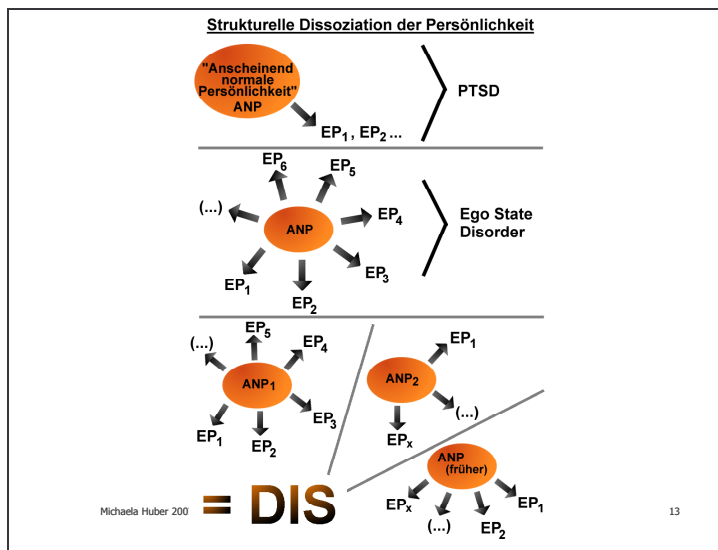 Strukturelle Dissoziation der Persönlichkeit
"Anscheinend
normale
Persönlichkeit"
ANP
EP1 , EP2 ...
PTSD
EP6
EP5
(...)
ANP
EP4
EP3
EP1
EP2
Ego State
Disorder
EP5
(...)
EP4
ANP1
EP3
EP1
EP2
EP1
ANP2
(...)
EPx
ANP
(früher)
EPx
EP1
(...)
EP2
= DIS
Michaela Huber 200
13